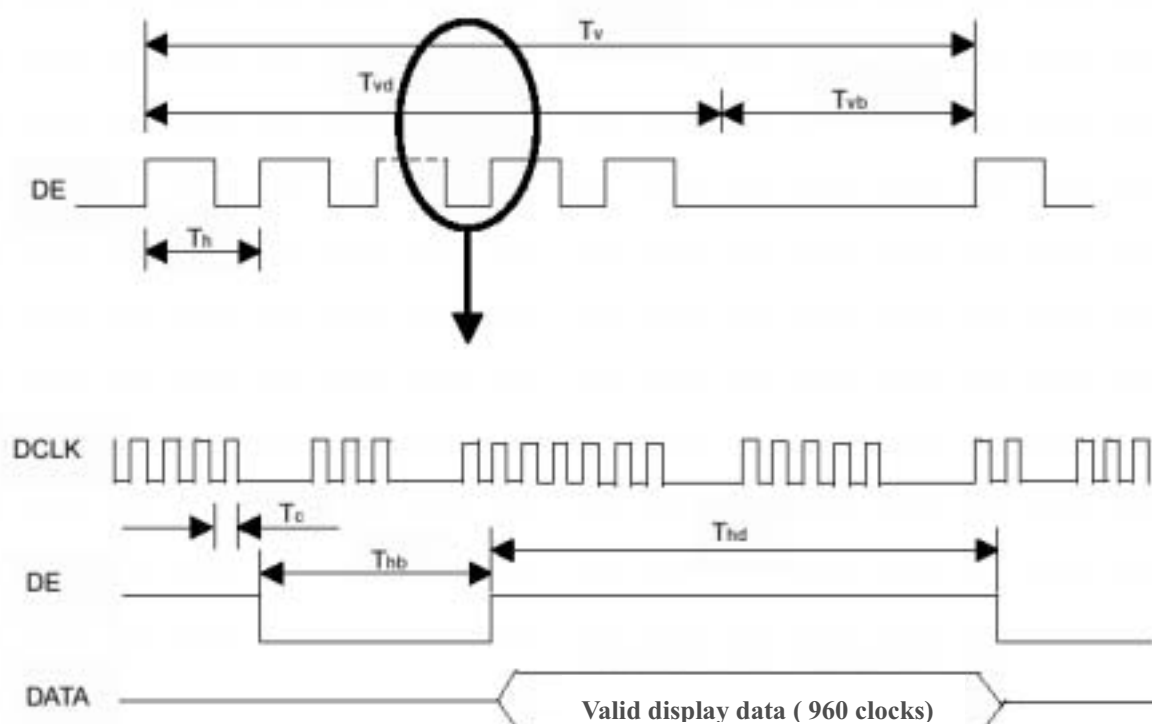 Tv
Tvd
Tvb
DE
Th
DCLK
Tc
Thd
Thb
DE
DATA
Valid display data ( 960 clocks)